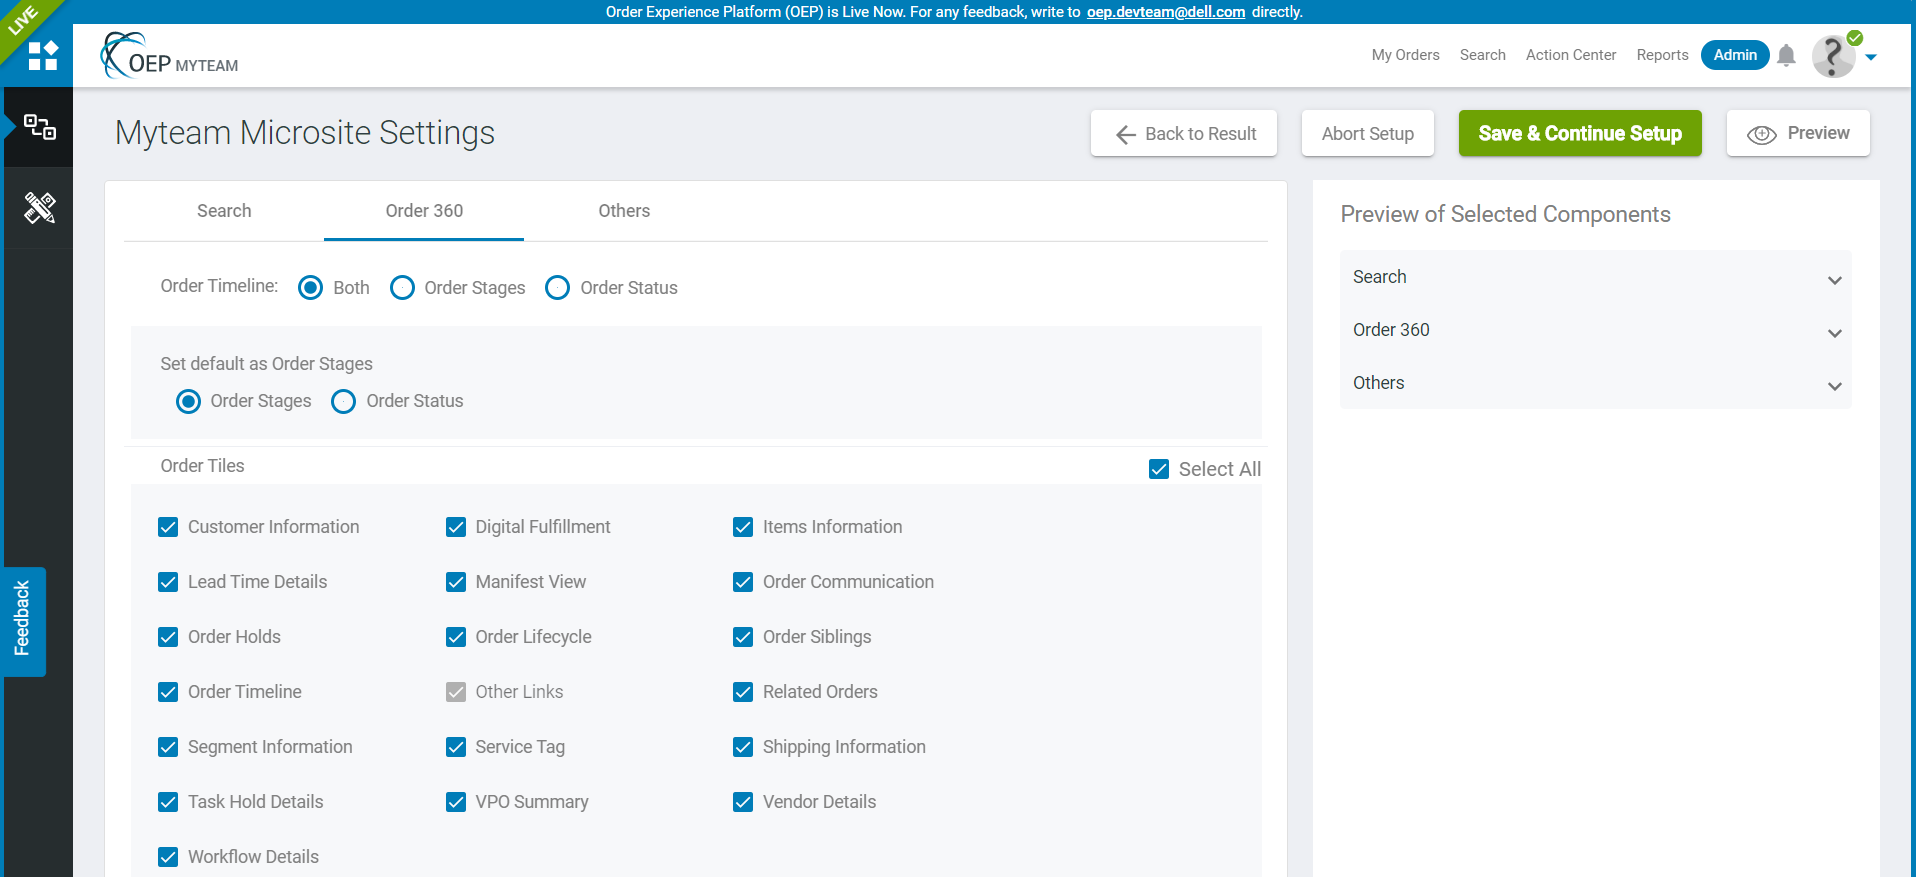 Order Experience Platform (OEP) is Live Now. For any feedback, write to oep.devteam@dell.com directly.
LIVE
OEP MYTEAM
My Orders Search Action Center Reports Admin
Myteam Microsite Settings
Back to Result
Abort Setup
Save & Continue Setup
Preview
Search
Order 360
Others
Order Timeline:
Both
Order Stages
Order Status
Set default as Order Stages
Order Stages
Order Status
Order Tiles
Select All
Customer Information
Digital Fulfillment
Items Information
Lead Time Details
Manifest View
Order Communication
Order Holds
Order Lifecycle
Order Siblings
Order Timeline
Other Links
Related Orders
Segment Information
Service Tag
Shipping Information
Task Hold Details
VPO Summary
Vendor Details
Workflow Details
Preview of Selected Components
Search
Order 360
Others
Feedback